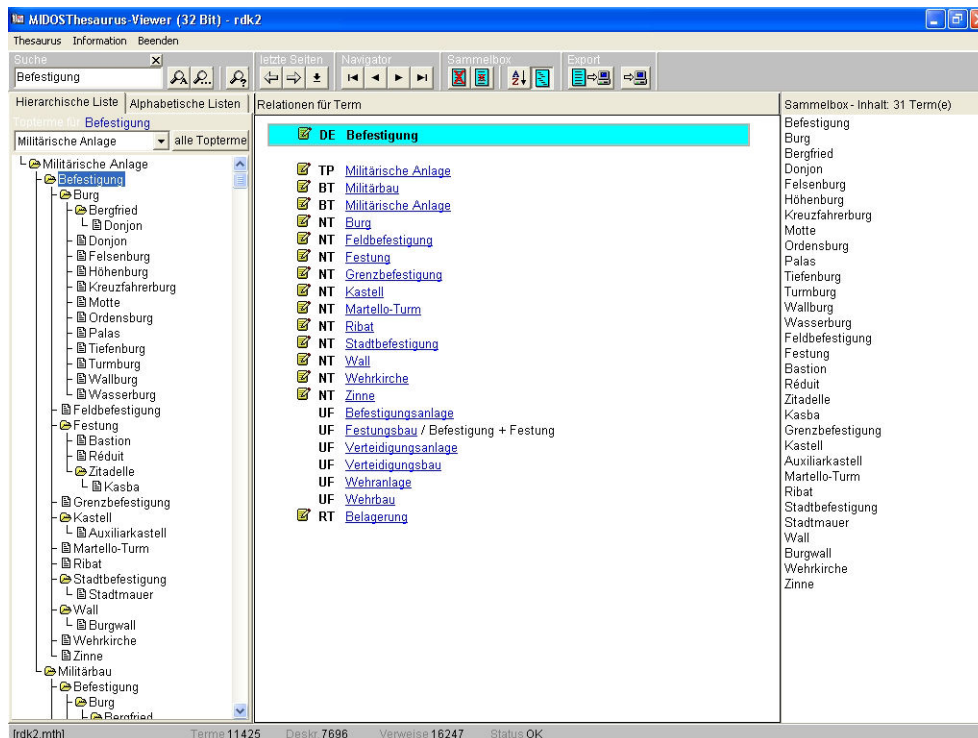 MIDOSThesaurus-Viewer (32 Bit) - rdk2
Thesaurus Information Beenden
Suche letzte Seiten Navigator Sammelbox Export
Befestigung
Hierarchische Liste Alphabetische Listen
Topterme für Befestigung
Militärische Anlage alle Topterme
Militärische Anlage
Befestigung
Burg
Bergfried
Donjon
Donjon
Felsenburg
Höhenburg
Kreuzfahrerburg
Motte
Ordensburg
Palas
Tiefenburg
Turmburg
Wallburg
Wasserburg
Feldbefestigung
Festung
Bastion
Réduit
Zitadelle
Kasba
Grenzbefestigung
Kastell
Auxiliarkastell
Martello-Turm
Ribat
Stadtbefestigung
Stadtmauer
Wall
Burgwall
Wehrkirche
Zinne
Militärbau
Befestigung
Burg
Bergfried
Relationen für Term
DE Befestigung
TP Militärische Anlage
BT Militärbau
BT Militärische Anlage
NT Burg
NT Feldbefestigung
NT Festung
NT Grenzbefestigung
NT Kastell
NT Martello-Turm
NT Ribat
NT Stadtbefestigung
NT Wall
NT Wehrkirche
NT Zinne
UF Befestigungsanlage
UF Festungsbau / Befestigung + Festung
UF Verteidigungsanlage
UF Verteidigungsbau
UF Wehranlage
UF Wehrbau
RT Belagerung
Sammelbox - Inhalt: 31 Term(e)
Befestigung
Burg
Bergfried
Donjon
Felsenburg
Höhenburg
Kreuzfahrerburg
Motte
Ordensburg
Palas
Tiefenburg
Turmburg
Wallburg
Wasserburg
Feldbefestigung
Festung
Bastion
Réduit
Zitadelle
Kasba
Grenzbefestigung
Kastell
Auxiliarkastell
Martello-Turm
Ribat
Stadtbefestigung
Stadtmauer
Wall
Burgwall
Wehrkirche
Zinne
[rdk2.mth] Terme 11425 Deskr 7696 Verweise 16247 Status OK